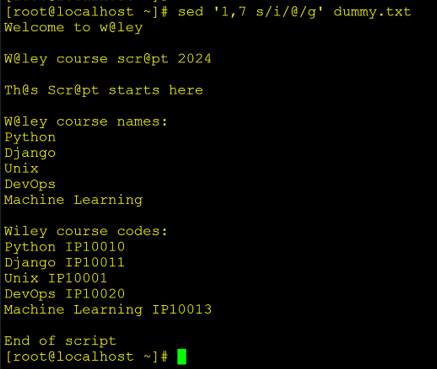 [root@localhost ~]# sed '1,7 s/i/@/g' dummy.txt
Welcome to w@ley
W@ley course scr@pt 2024
Th@s Scr@pt starts here
W@ley course names:
Python
Django
Unix
DevOps
Machine Learning
Wiley course codes:
Python IP10010
Django IP10011
Unix IP10001
DevOps IP10020
Machine Learning IP10013
End of script
[root@localhost ~]#